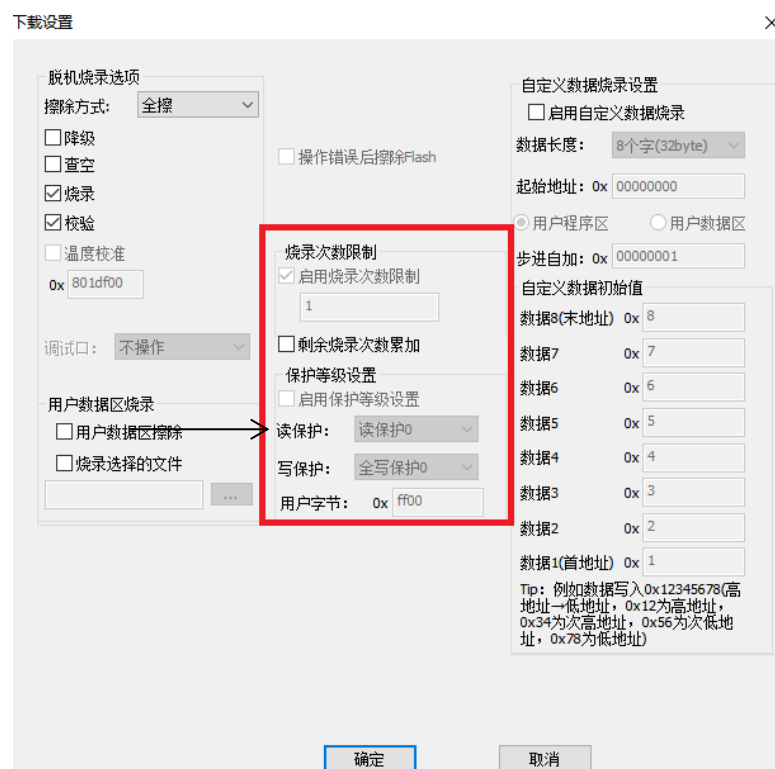 下载设置
脱机烧录选项
擦除方式: 全擦
降级
查空
烧录
校验
温度校准
0x 801df00
调试口: 不操作
用户数据区烧录
用户数据区擦除
烧录选择的文件
...
操作错误后擦除Flash
烧录次数限制
启用烧录次数限制
1
剩余烧录次数累加
保护等级设置
启用保护等级设置
读保护: 读保护0
写保护: 全写保护0
用户字节: 0x ff00
自定义数据烧录设置
启用自定义数据烧录
数据长度: 8个字(32byte)
起始地址: 0x 00000000
用户程序区 用户数据区
步进自加: 0x 00000001
自定义数据初始值
数据8(末地址) 0x 8
数据7 0x 7
数据6 0x 6
数据5 0x 5
数据4 0x 4
数据3 0x 3
数据2 0x 2
数据1(首地址) 0x 1
Tip: 例如数据写入0x12345678(高
地址→低地址, 0x12为高地址,
0x34为次高地址, 0x56为次低地
址, 0x78为低地址)
确定 取消